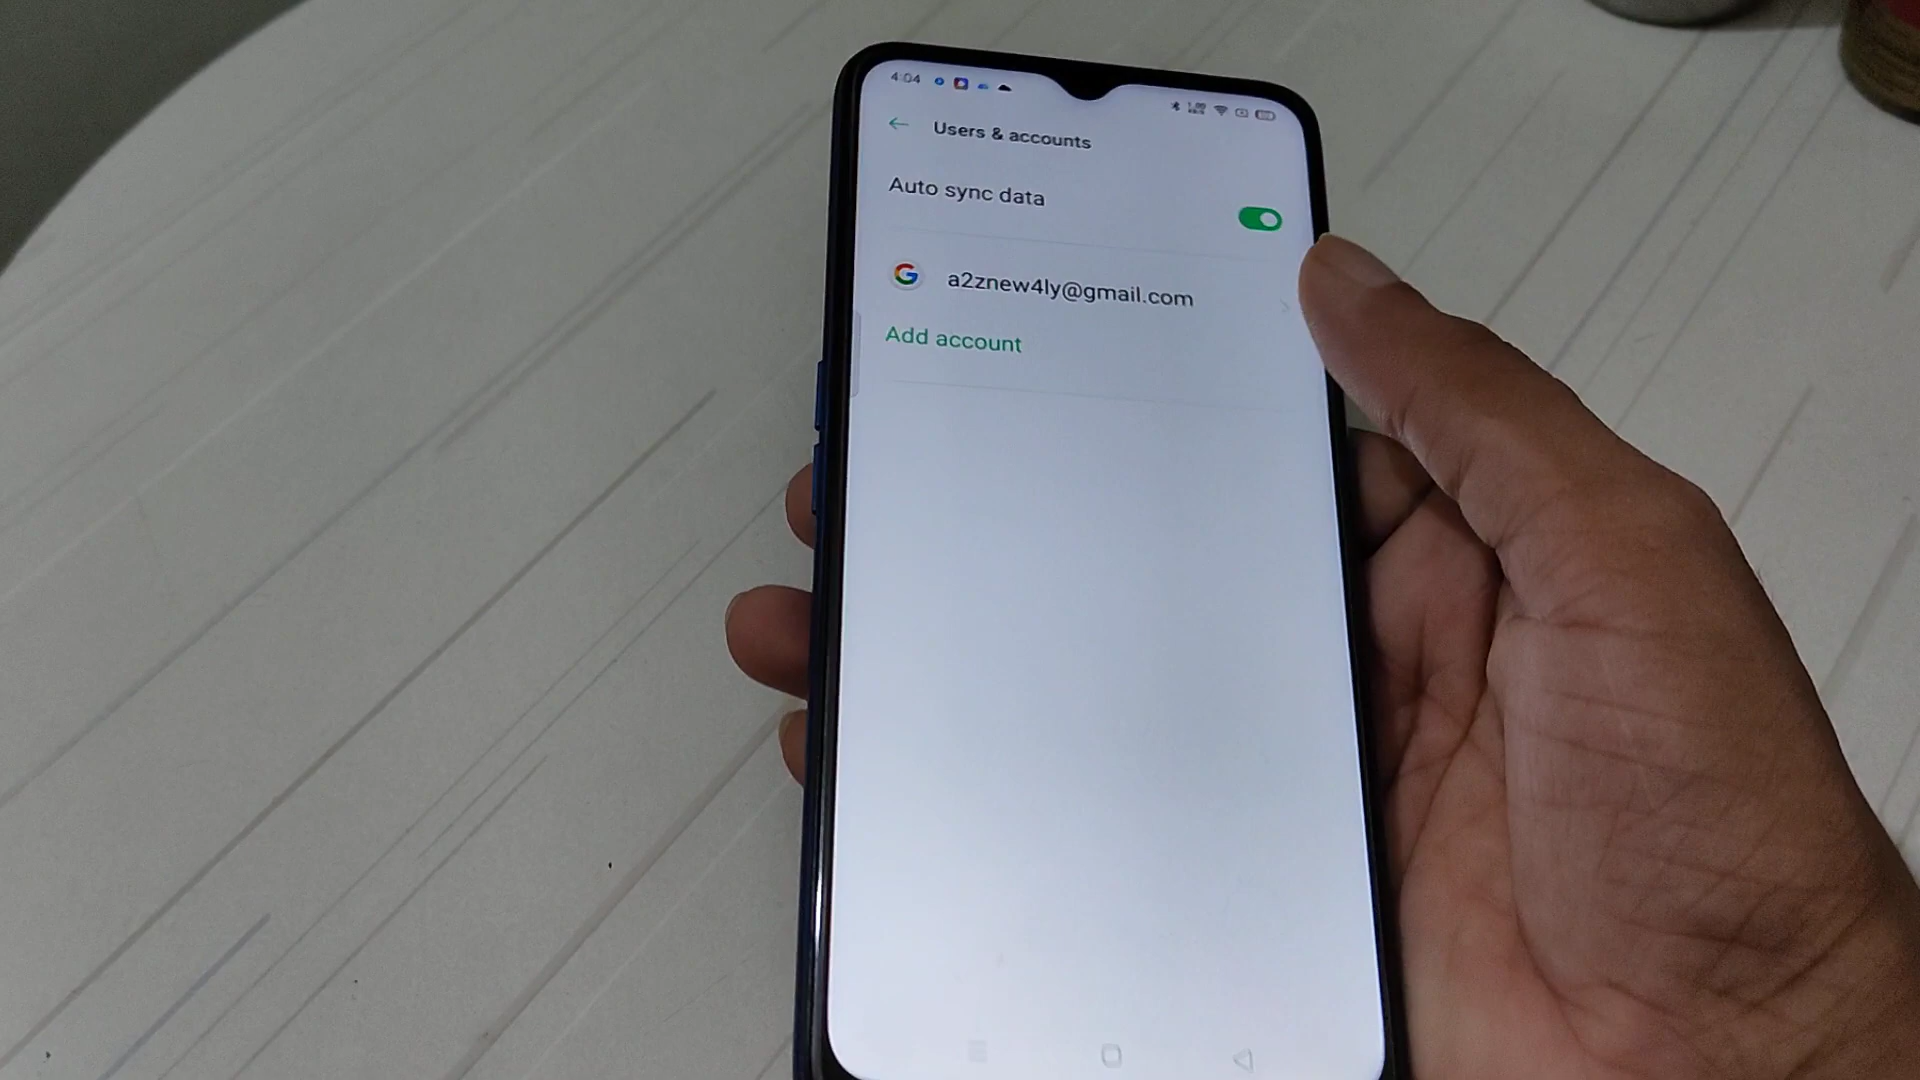 4:04
Users & accounts
Auto sync data
a2znew4ly@gmail.com
Add account